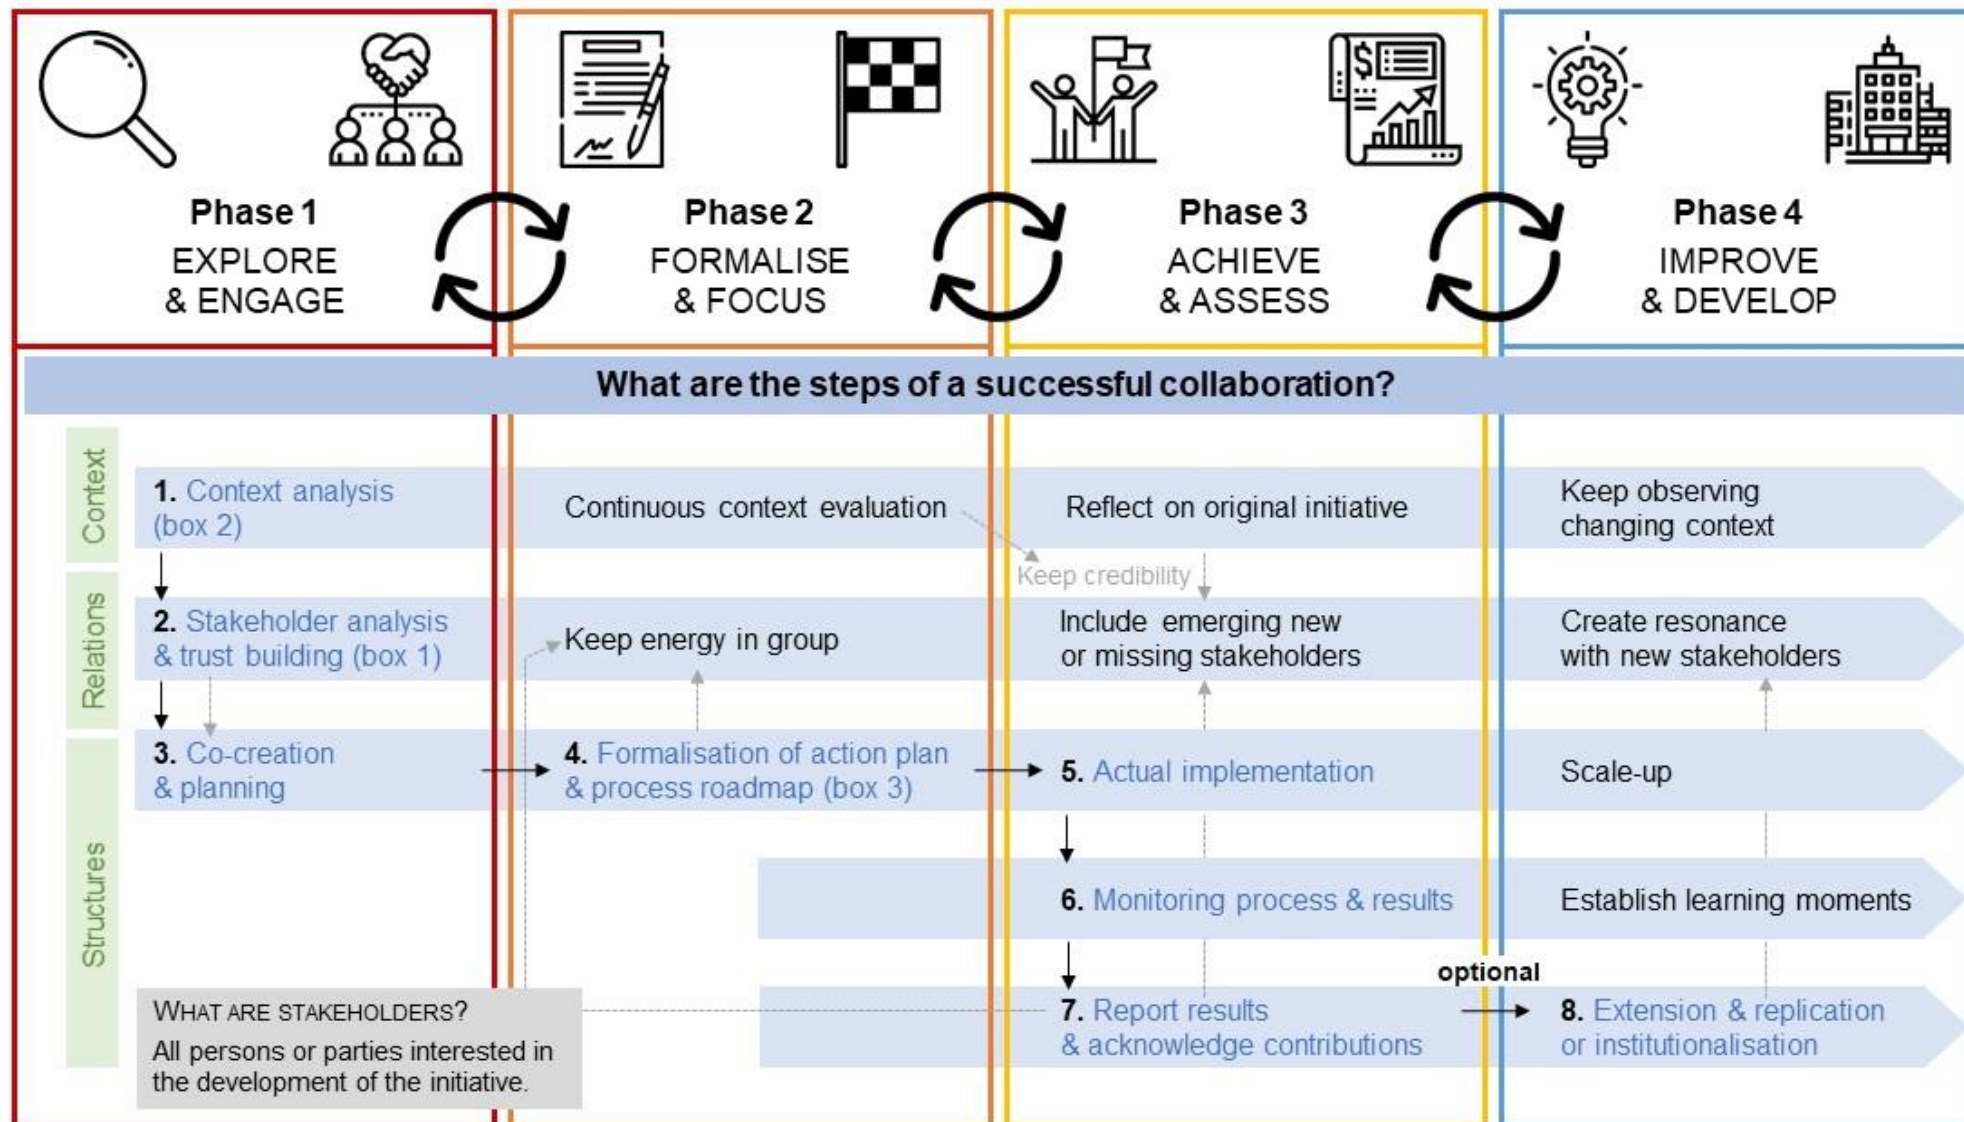 Phase 1
EXPLORE
& ENGAGE
Phase 2
FORMALISE
& FOCUS
Phase 3
ACHIEVE
& ASSESS
Phase 4
IMPROVE
& DEVELOP
$
What are the steps of a successful collaboration?
Context
1. Context analysis
(box 2)
Continuous context evaluation
Reflect on original initiative
Keep observing
changing context
Keep credibility
Relations
2. Stakeholder analysis
& trust building (box 1)
Keep energy in group
Include emerging new
or missing stakeholders
Create resonance
with new stakeholders
Structures
3. Co-creation
& planning
4. Formalisation of action plan
& process roadmap (box 3)
5. Actual implementation
Scale-up
6. Monitoring process & results
Establish learning moments
optional
7. Report results
& acknowledge contributions
8. Extension & replication
or institutionalisation
WHAT ARE STAKEHOLDERS?
All persons or parties interested in
the development of the initiative.